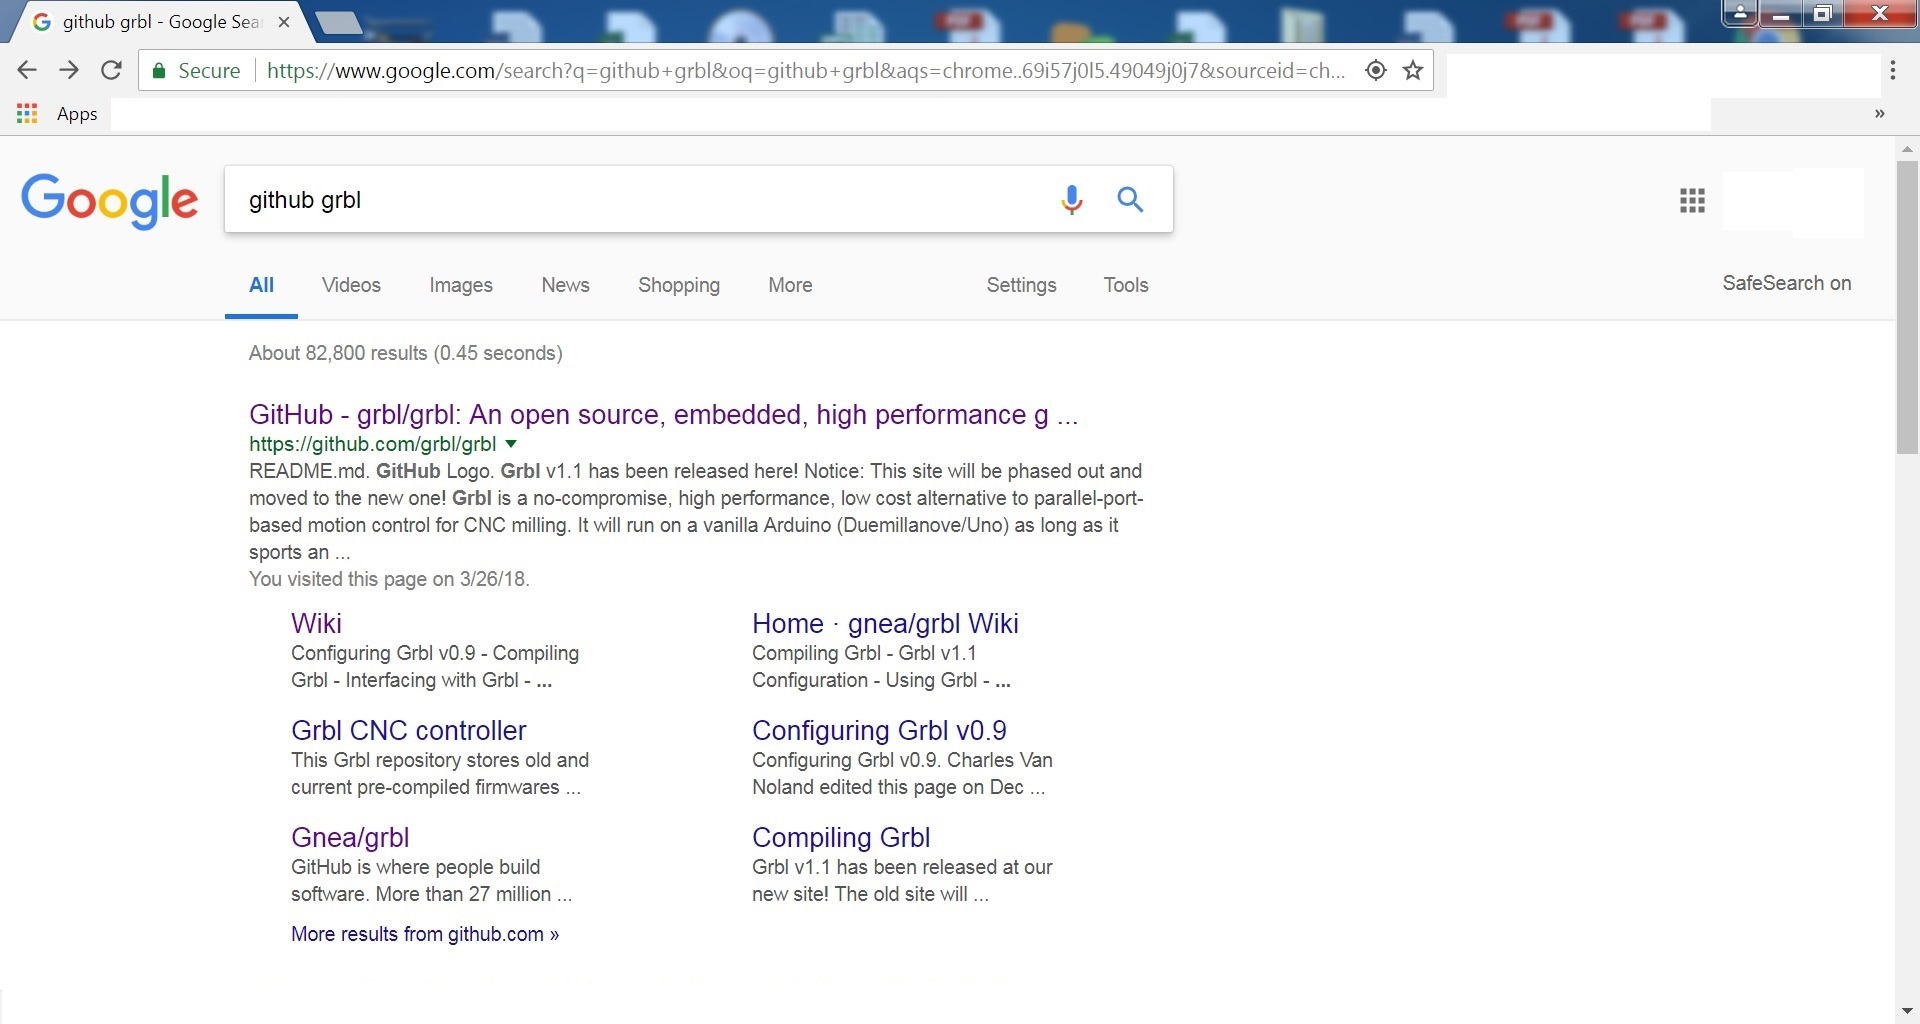 github grbl - Google Sea
Secure https://www.google.com/search?q=github+grbl&oq=github+grbl&aqs=chrome..69i57j0l5.49049j0j7&sourceid=ch...
Apps »
Google github grbl
All Videos Images News Shopping More Settings Tools SafeSearch on
About 82,800 results (0.45 seconds)
GitHub - grbl/grbl: An open source, embedded, high performance g ...
https://github.com/grbl/grbl
README.md. GitHub Logo. Grbl v1.1 has been released here! Notice: This site will be phased out and
moved to the new one! Grbl is a no-compromise, high performance, low cost alternative to parallel-port-
based motion control for CNC milling. It will run on a vanilla Arduino (Duemillanove/Uno) as long as it
sports an ...
You visited this page on 3/26/18.
Wiki
Configuring Grbl v0.9 - Compiling
Grbl - Interfacing with Grbl - ...
Home · gnea/grbl Wiki
Compiling Grbl - Grbl v1.1
Configuration - Using Grbl - ...
Grbl CNC controller
This Grbl repository stores old and
current pre-compiled firmwares ...
Configuring Grbl v0.9
Configuring Grbl v0.9. Charles Van
Noland edited this page on Dec ...
Gnea/grbl
GitHub is where people build
software. More than 27 million ...
Compiling Grbl
Grbl v1.1 has been released at our
new site! The old site will ...
More results from github.com »